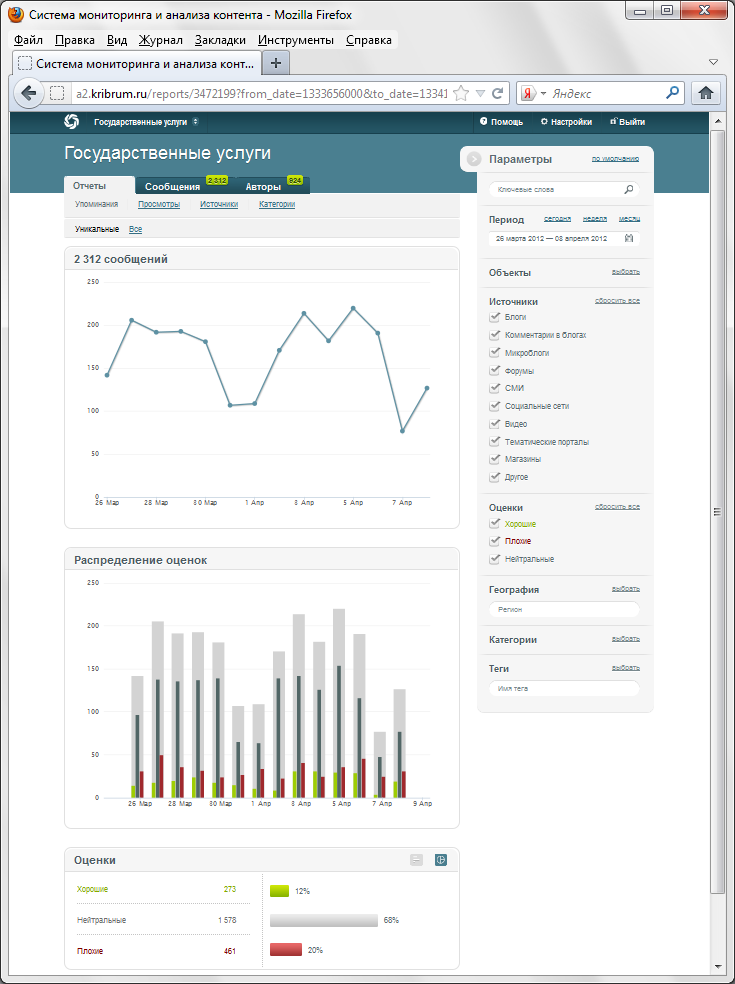 Система мониторинга и анализа контента - Mozilla Firefox
Файл Правка Вид Журнал Закладки Инструменты Справка
Система мониторинга и анализа конт...
a2.kribrum.ru/reports/3472199?from_date=1333656000&to_date=13341
Яндекс
Государственные услуги
Помощь Настройки Выйти
Государственные услуги
Отчеты Сообщения 2,312 Авторы 824
Упоминания Просмотры Источники Категории
Уникальные Все
2 312 сообщений
250
200
150
100
50
0
26 Мар 28 Мар 30 Мар 1 Апр 3 Апр 5 Апр 7 Апр
Распределение оценок
250
200
150
100
50
0
26 Мар 28 Мар 30 Мар 1 Апр 3 Апр 5 Апр 7 Апр 9 Апр
Оценки
Хорошие 273 12%
Нейтральные 1 578 68%
Плохие 461 20%
Параметры по умолчанию
Ключевые слова
Период сегодня неделя месяц
26 марта 2012 — 08 апреля 2012
Объекты выбрать
Источники сбросить все
Блоги
Комментарии в блогах
Микроблоги
Форумы
СМИ
Социальные сети
Видео
Тематические порталы
Магазины
Другое
Оценки сбросить все
Хорошие
Плохие
Нейтральные
География выбрать
Регион
Категории выбрать
Теги выбрать
Имя тега